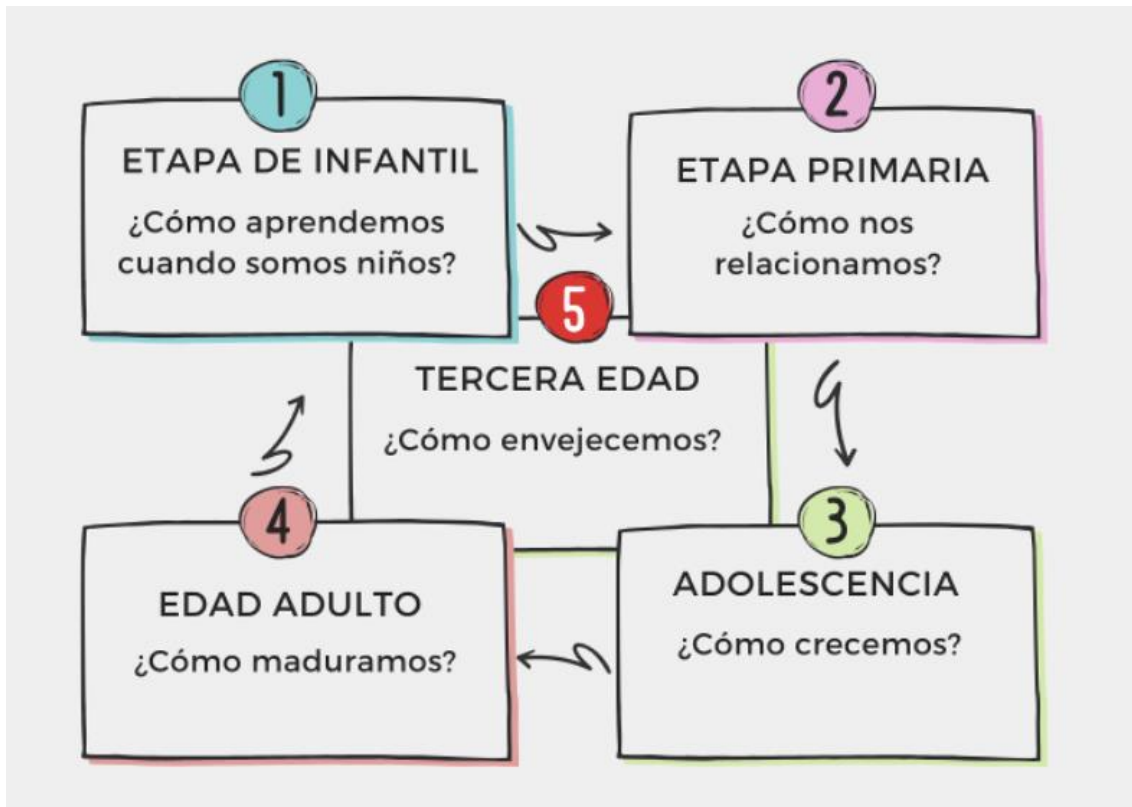 1
ETAPA DE INFANTIL
¿Cómo aprendemos
cuando somos niños?
2
ETAPA PRIMARIA
¿Cómo nos
relacionamos?
5
TERCERA EDAD
¿Cómo envejecemos?
4
EDAD ADULTO
¿Cómo maduramos?
3
ADOLESCENCIA
¿Cómo crecemos?